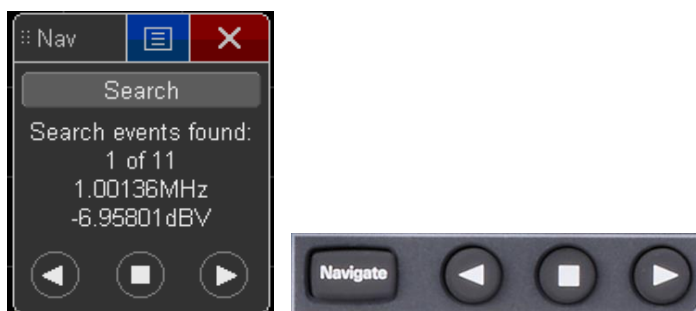 Nav
Search
Search events found:
1 of 11
1.00136MHz
-6.95801dBV
Navigate